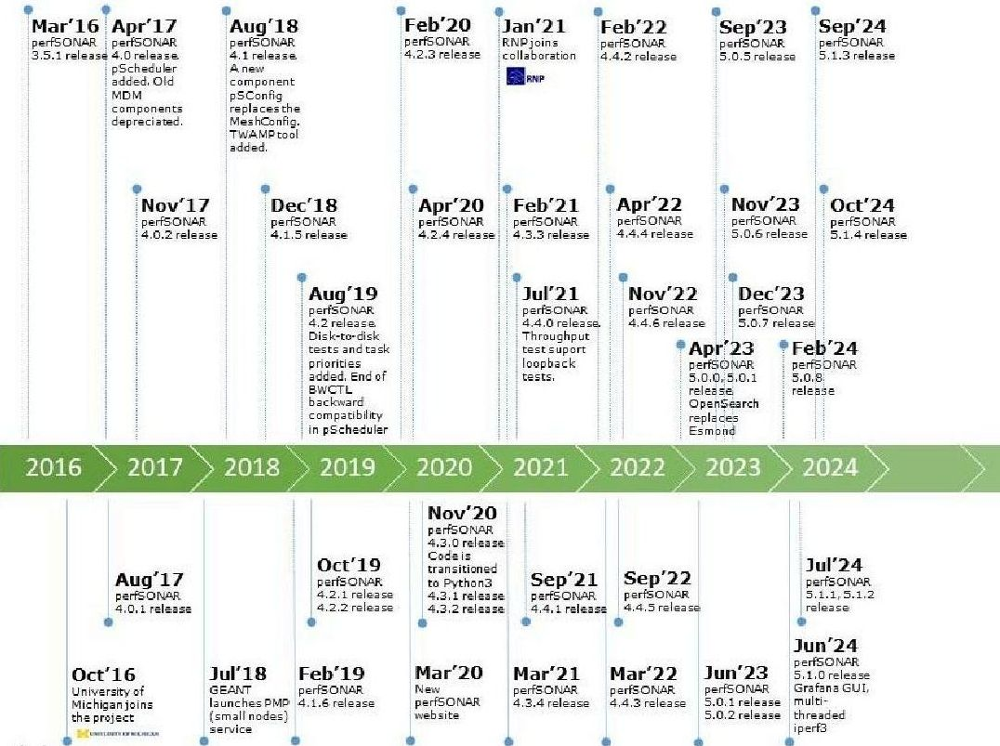 Mar’16
perfSONAR
3.5.1 release
Apr’17
perfSONAR
4.0 release.
pScheduler
added. Old
MDM
components
depreciated.
Aug’18
perfSONAR
4.1 release.
A new
component
pSConfig
replaces the
MeshConfig.
TWAMP tool
added.
Feb’20
perfSONAR
4.2.3 release
Jan’21
RNP joins
collaboration
RNP
Feb’22
perfSONAR
4.4.2 release
Sep’23
perfSONAR
5.0.5 release
Sep’24
perfSONAR
5.1.3 release
Nov’17
perfSONAR
4.0.2 release
Dec’18
perfSONAR
4.1.5 release
Apr’20
perfSONAR
4.2.4 release
Feb’21
perfSONAR
4.3.3 release
Apr’22
perfSONAR
4.4.4 release
Nov’23
perfSONAR
5.0.6 release
Oct’24
perfSONAR
5.1.4 release
Aug’19
perfSONAR
4.2 release.
Disk-to-disk
tests and task
priorities
added. End of
BWCTL
backward
compatibility
in pScheduler
Jul’21
perfSONAR
4.4.0 release.
Throughput
test suport
loopback
tests.
Nov’22
perfSONAR
4.4.6 release
Dec’23
perfSONAR
5.0.7 release
Apr’23
perfSONAR
5.0.0, 5.0.1
release.
OpenSearch
replaces
Esmond
Feb’24
perfSONAR
5.0.8
release
2016 2017 2018 2019 2020 2021 2022 2023 2024
Aug’17
perfSONAR
4.0.1 release
Oct’19
perfSONAR
4.2.1 release
4.2.2 release
Nov’20
perfSONAR
4.3.0 release
Code is
transitioned
to Python3
4.3.1 release
4.3.2 release
Sep’21
perfSONAR
4.4.1 release
Sep’22
perfSONAR
4.4.5 release
Jul’24
perfSONAR
5.1.1, 5.1.2
release
Oct’16
University of
Michigan joins
the project
M UNIVERSITY OF MICHIGAN
Jul’18
GEANT
launches PMP
(small nodes)
service
Feb’19
perfSONAR
4.1.6 release
Mar’20
New
perfSONAR
website
Mar’21
perfSONAR
4.3.4 release
Mar’22
perfSONAR
4.4.3 release
Jun’23
perfSONAR
5.0.1 release
5.0.2 release
Jun’24
perfSONAR
5.1.0 release
Grafana GUI,
multi-
threaded
iperf3